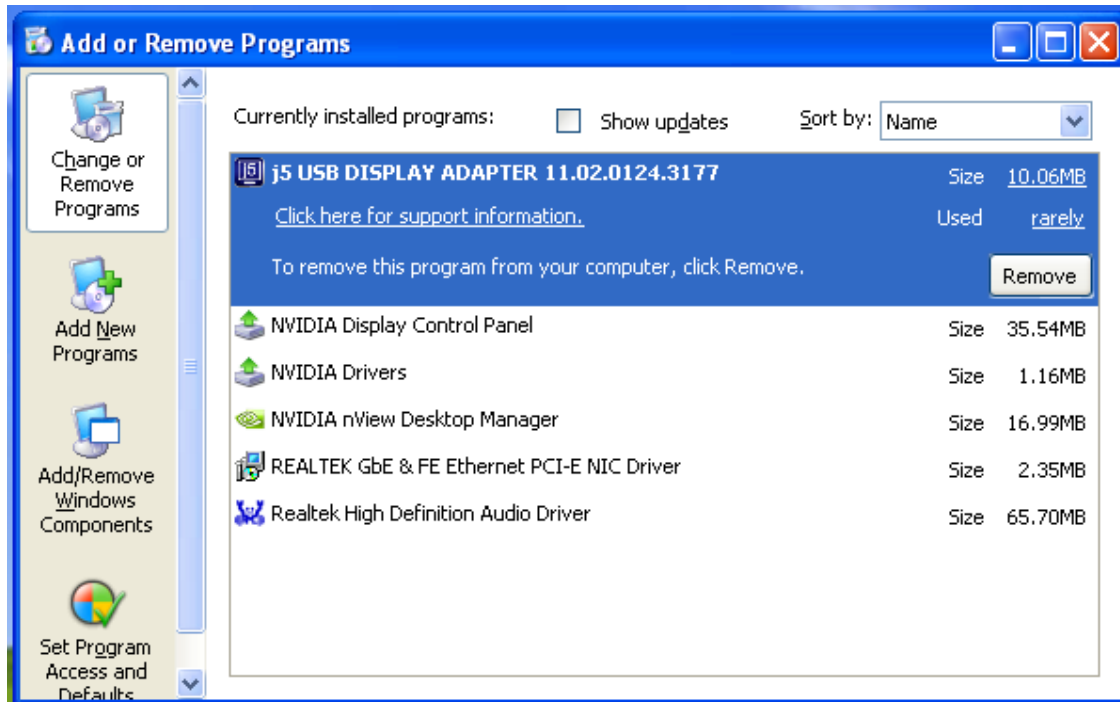 Add or Remove Programs
Change or
Remove
Programs
Add New
Programs
Add/Remove
Windows
Components
Set Program
Access and
Defaults
Currently installed programs:
Show updates
Sort by: Name
j5 USB DISPLAY ADAPTER 11.02.0124.3177 Size 10.06MB
Click here for support information. Used rarely
To remove this program from your computer, click Remove. Remove
NVIDIA Display Control Panel Size 35.54MB
NVIDIA Drivers Size 1.16MB
NVIDIA nView Desktop Manager Size 16.99MB
REALTEK GbE & FE Ethernet PCI-E NIC Driver Size 2.35MB
Realtek High Definition Audio Driver Size 65.70MB